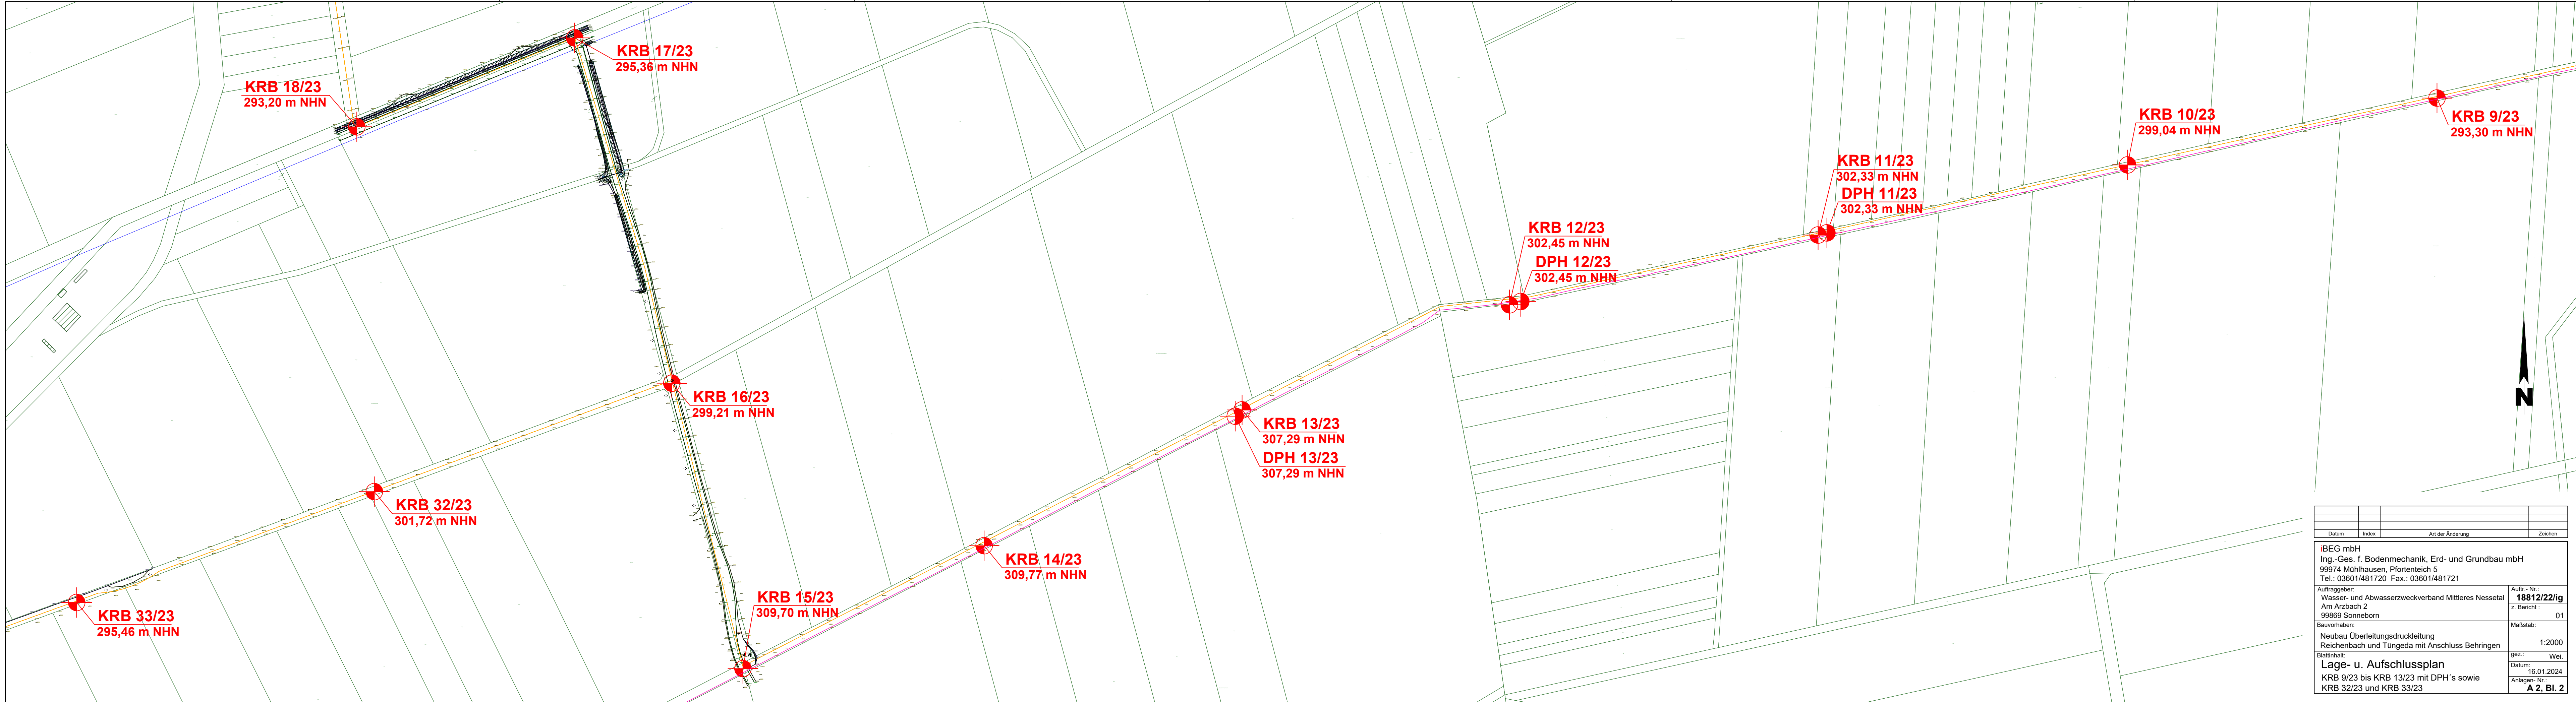 KRB 17/23
295,36 m NHN
KRB 18/23
293,20 m NHN
KRB 9/23
293,30 m NHN
KRB 10/23
299,04 m NHN
KRB 11/23
302,33 m NHN
DPH 11/23
302,33 m NHN
KRB 12/23
302,45 m NHN
DPH 12/23
302,45 m NHN
KRB 16/23
299,21 m NHN
KRB 13/23
307,29 m NHN
DPH 13/23
307,29 m NHN
KRB 32/23
301,72 m NHN
KRB 14/23
309,77 m NHN
KRB 15/23
309,70 m NHN
KRB 33/23
295,46 m NHN
N
Datum Index Art der Änderung Zeichen
iBEG mbH
Ing.-Ges. f. Bodenmechanik, Erd- und Grundbau mbH
99974 Mühlhausen, Pfortenteich 5
Tel.: 03601/481720 Fax.: 03601/481721
Auftraggeber:
Wasser- und Abwasserzweckverband Mittleres Nessetal
Am Arzbach 2
99869 Sonneborn
Auftr.- Nr.:
18812/22/ig
z. Bericht :
01
Bauvorhaben:
Neubau Überleitungsdruckleitung
Reichenbach und Tüngeda mit Anschluss Behringen
Maßstab:
1:2000
Blattinhalt:
Lage- u. Aufschlussplan
KRB 9/23 bis KRB 13/23 mit DPH´s sowie
KRB 32/23 und KRB 33/23
gez.:
Wei.
Datum:
16.01.2024
Anlagen- Nr.:
A 2, Bl. 2